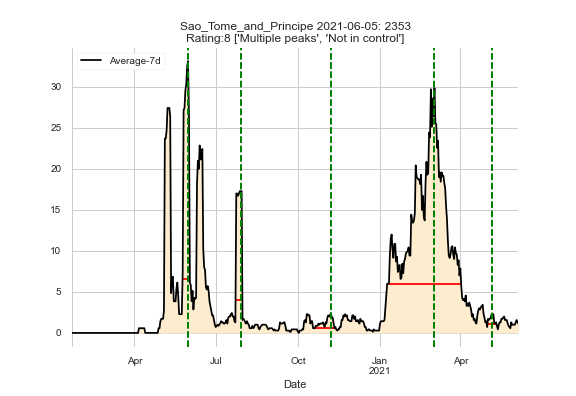 Sao_Tome_and_Principe 2021-06-05: 2353
Rating:8 ['Multiple peaks', 'Not in control']
Average-7d
30
25
20
15
10
5
0
Apr
Jul
Oct
Jan
2021
Apr
Date